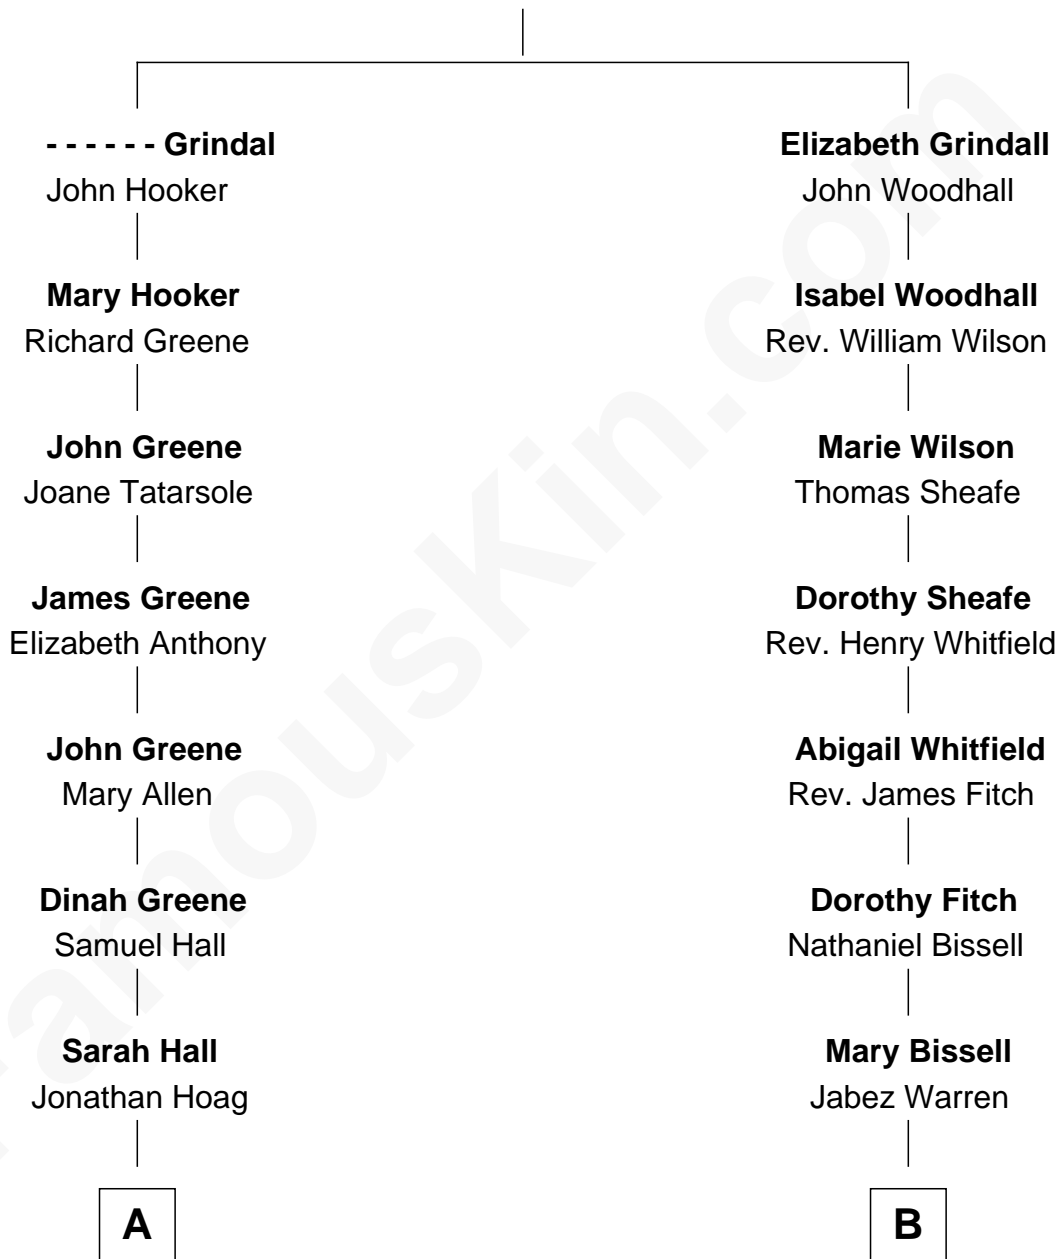 - - - - - - Grindal
John Hooker
Mary Hooker
Richard Greene
John Greene
Joane Tatarsole
James Greene
Elizabeth Anthony
John Greene
Mary Allen
Dinah Greene
Samuel Hall
Sarah Hall
Jonathan Hoag
A
Elizabeth Grindall
John Woodhall
Isabel Woodhall
Rev. William Wilson
Marie Wilson
Thomas Sheafe
Dorothy Sheafe
Rev. Henry Whitfield
Abigail Whitfield
Rev. James Fitch
Dorothy Fitch
Nathaniel Bissell
Mary Bissell
Jabez Warren
B
FamousKin.com